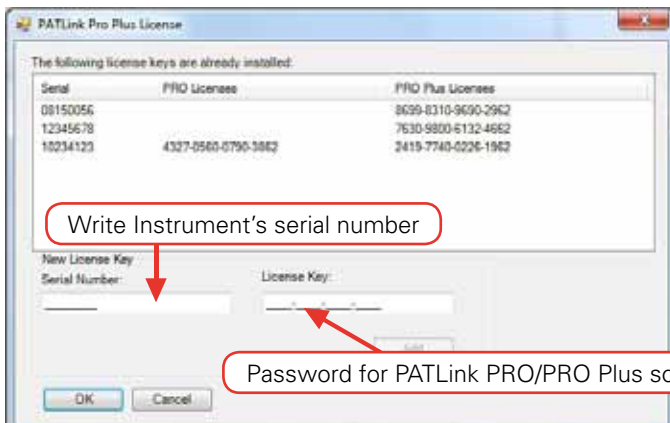 PATLink Pro Plus License
The following license keys are already installed:
Serial PRO Licenses PRO Plus Licenses
08150056 8699-8310-9690-2962
12345678 7630-9800-6132-4662
10234123 4327-0560-0790-3862 2419-7740-0226-1962
Write Instrument's serial number
New License Key
Serial Number: License Key:
Add
Password for PATLink PRO/PRO Plus so
OK Cancel